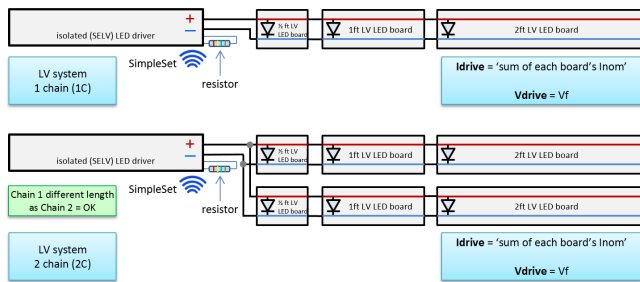 +
−
isolated (SELV) LED driver
½ ft LV
LED board
1ft LV LED board
2ft LV LED board
SimpleSet
resistor
LV system
1 chain (1C)
Idrive = ‘sum of each board’s Inom’
Vdrive = Vf
+
−
isolated (SELV) LED driver
½ ft LV
LED board
1ft LV LED board
2ft LV LED board
Chain 1 different length
as Chain 2 = OK
SimpleSet
resistor
½ ft LV
LED board
1ft LV LED board
2ft LV LED board
LV system
2 chain (2C)
Idrive = ‘sum of each board’s Inom’
Vdrive = Vf